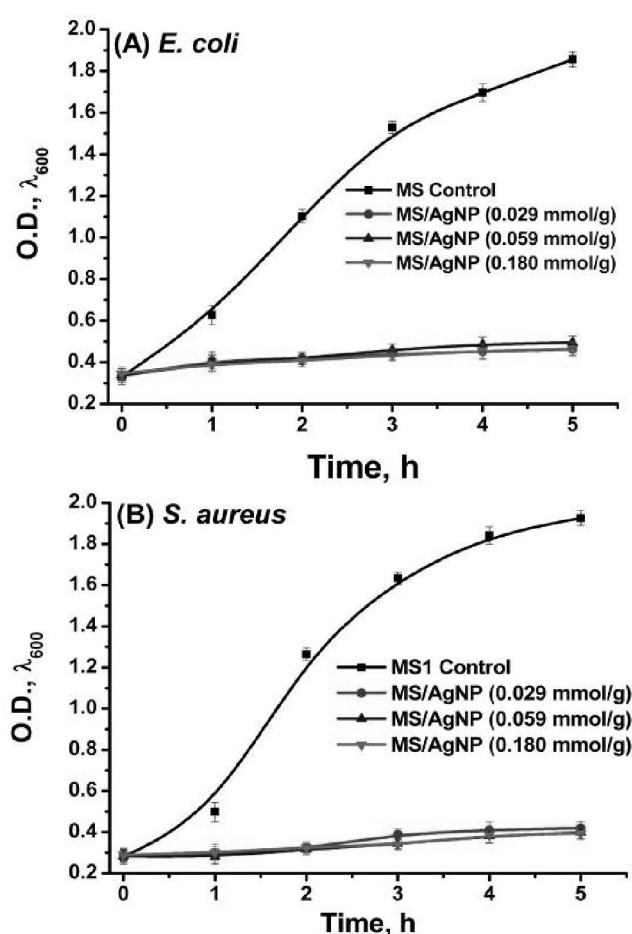 (A) E. coli
2.0
1.8
1.6
1.4
1.2
1.0
0.8
0.6
0.4
0.2
O.D., λ600
MS Control
MS/AgNP (0.029 mmol/g)
MS/AgNP (0.059 mmol/g)
MS/AgNP (0.180 mmol/g)
0 1 2 3 4 5
Time, h
(B) S. aureus
2.0
1.8
1.6
1.4
1.2
1.0
0.8
0.6
0.4
0.2
O.D., λ600
MS1 Control
MS/AgNP (0.029 mmol/g)
MS/AgNP (0.059 mmol/g)
MS/AgNP (0.180 mmol/g)
0 1 2 3 4 5
Time, h